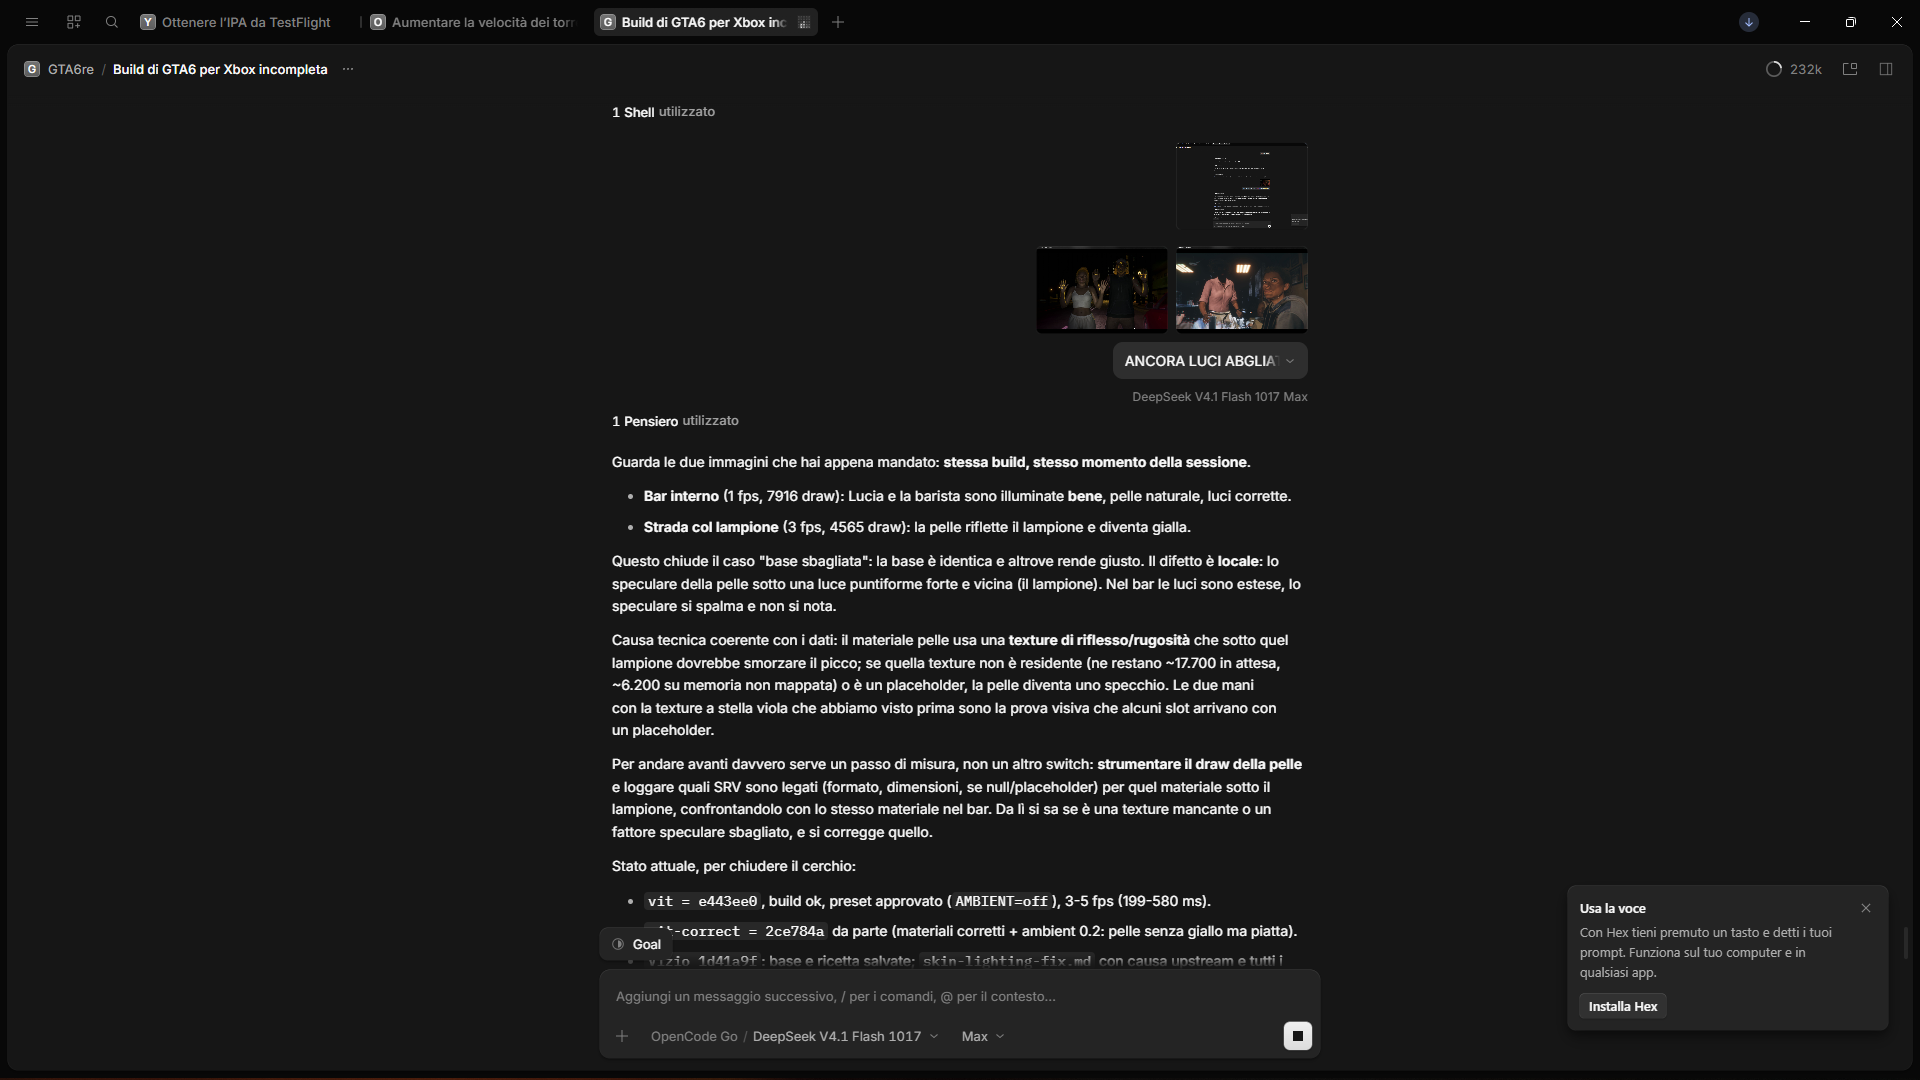 Y Ottenere l'IPA da TestFlight
O Aumentare la velocità dei torr
G Build di GTA6 per Xbox inc
G GTA6re / Build di GTA6 per Xbox incompleta ...
232k
1 Shell utilizzato
ANCORA LUCI ABGLIA
DeepSeek V4.1 Flash 1017 Max
1 Pensiero utilizzato
Guarda le due immagini che hai appena mandato: stessa build, stesso momento della sessione.
• Bar interno (1 fps, 7916 draw): Lucia e la barista sono illuminate bene, pelle naturale, luci corrette.
• Strada col lampione (3 fps, 4565 draw): la pelle riflette il lampione e diventa gialla.
Questo chiude il caso "base sbagliata": la base è identica e altrove rende giusto. Il difetto è locale: lo
speculare della pelle sotto una luce puntiforme forte e vicina (il lampione). Nel bar le luci sono estese, lo
speculare si spalma e non si nota.
Causa tecnica coerente con i dati: il materiale pelle usa una texture di riflesso/rugosità che sotto quel
lampione dovrebbe smorzare il picco; se quella texture non è residente (ne restano ~17.700 in attesa,
~6.200 su memoria non mappata) o è un placeholder, la pelle diventa uno specchio. Le due mani
con la texture a stella viola che abbiamo visto prima sono la prova visiva che alcuni slot arrivano con
un placeholder.
Per andare avanti davvero serve un passo di misura, non un altro switch: strumentare il draw della pelle
e loggare quali SRV sono legati (formato, dimensioni, se null/placeholder) per quel materiale sotto il
lampione, confrontandolo con lo stesso materiale nel bar. Da lì si sa se è una texture mancante o un
fattore speculare sbagliato, e si corregge quello.
Stato attuale, per chiudere il cerchio:
• vit = e443ee0, build ok, preset approvato (AMBIENT=off), 3-5 fps (199-580 ms).
-correct = 2ce784a da parte (materiali corretti + ambient 0.2: pelle senza giallo ma piatta).
Goal
• vizio 1d41a9f: base e ricetta salvate; skin-lighting-fix.md con causa upstream e tutti i
Aggiungi un messaggio successivo, / per i comandi, @ per il contesto...
OpenCode Go / DeepSeek V4.1 Flash 1017
Max
Usa la voce
Con Hex tieni premuto un tasto e detti i tuoi
prompt. Funziona sul tuo computer e in
qualsiasi app.
Installa Hex